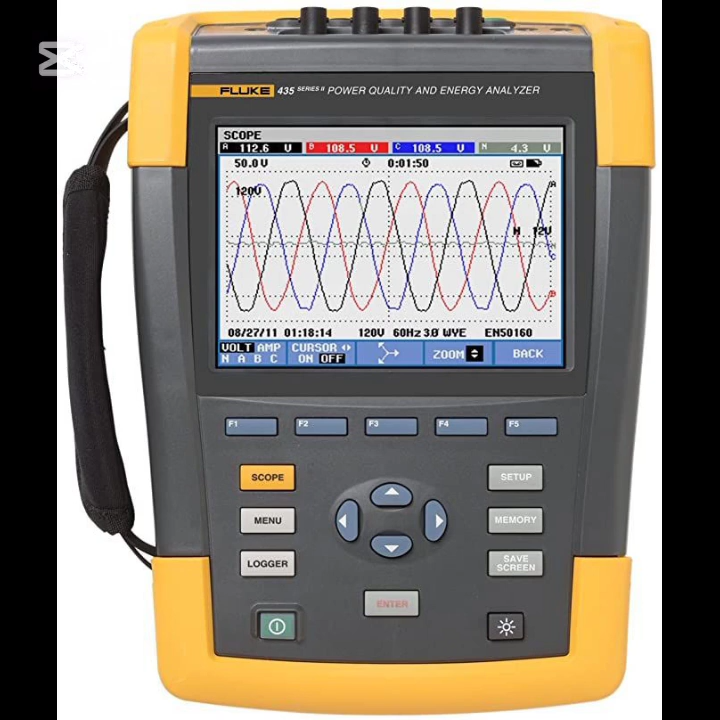 FLUKE 435 SERIES II POWER QUALITY AND ENERGY ANALYZER
SCOPE
A 112.6 V B 108.5 V C 108.5 V N 4.3 V
50.0 V 0:01:50
120V
A
N 12V
N
C
B
08/27/11 01:18:14 120V 60Hz 3Ø WYE EN50160
VOLT AMP CURSOR ZOOM BACK
N A B C ON OFF
F1 F2 F3 F4 F5
SCOPE SETUP
MENU MEMORY
LOGGER SAVE SCREEN
ENTER